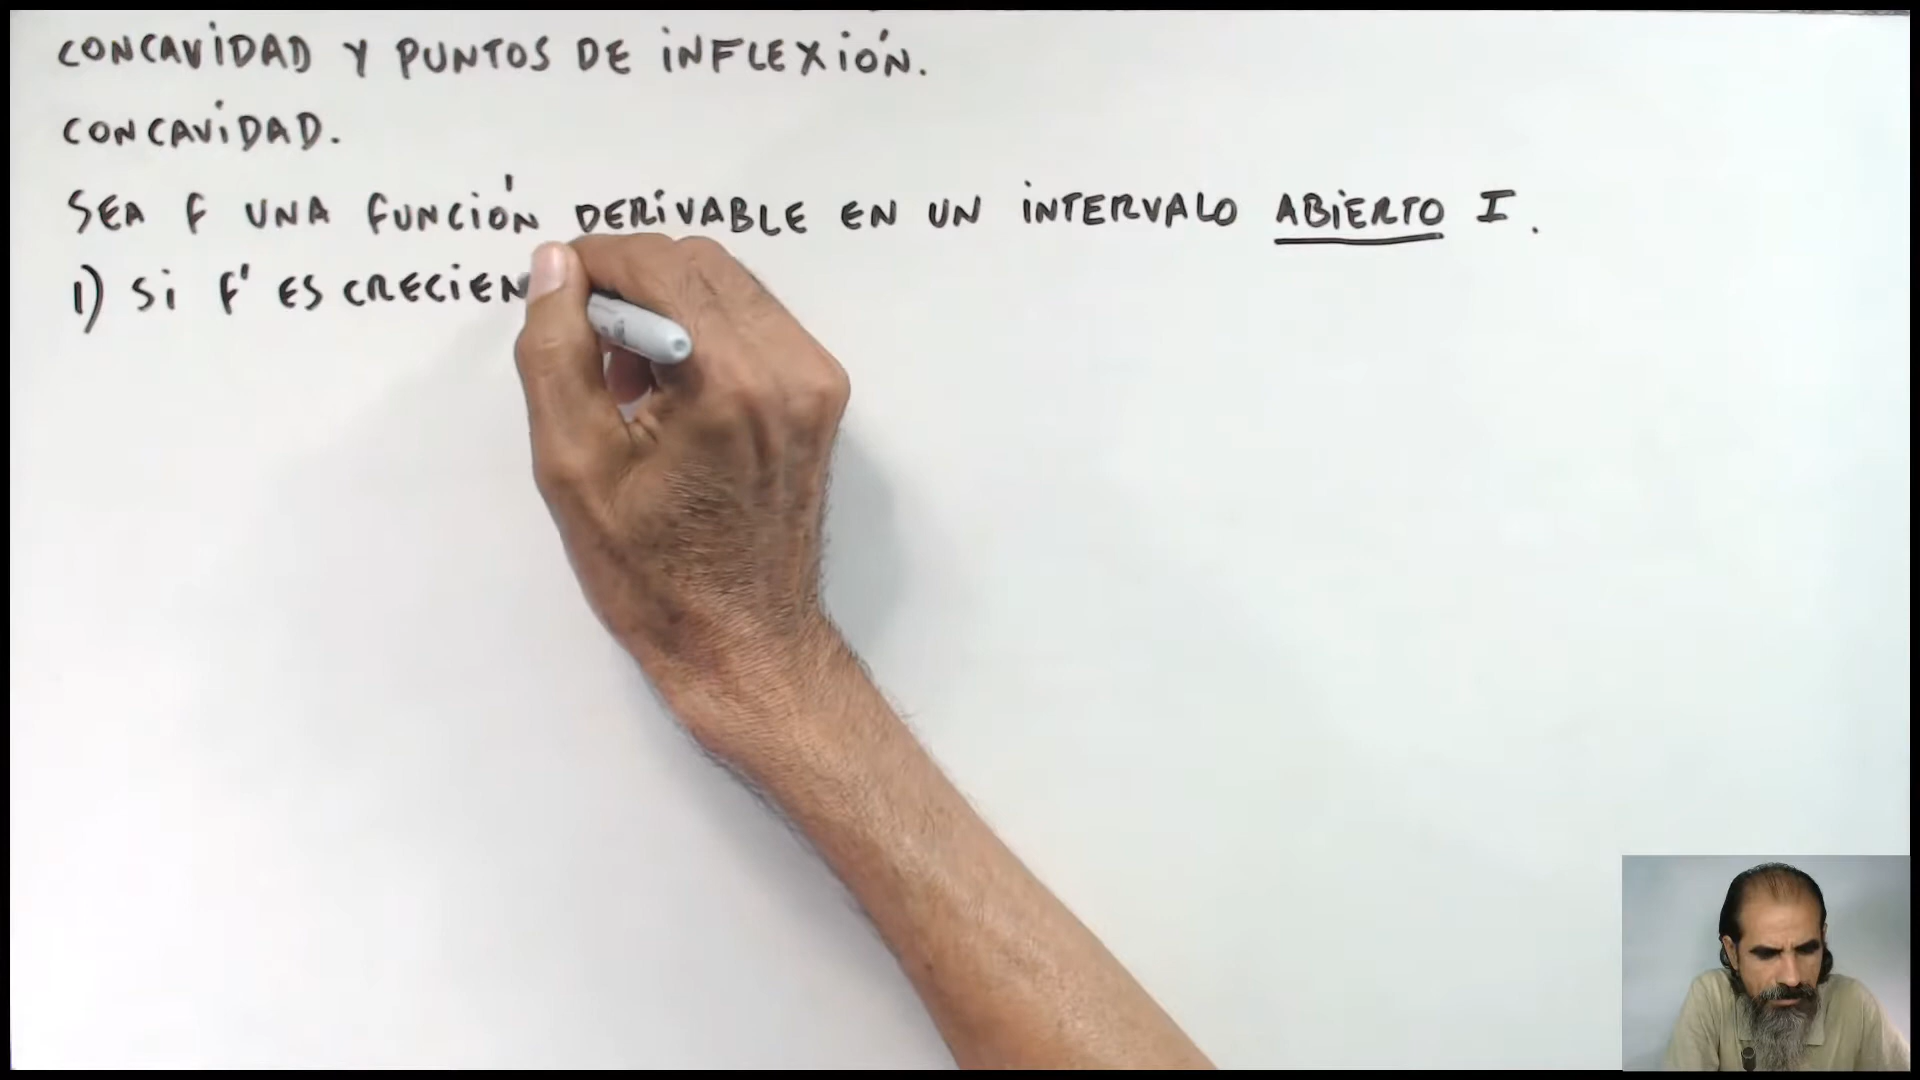 CONCAVIDAD Y PUNTOS DE INFLEXIÓN.
CONCAVIDAD.
SEA F UNA FUNCIÓN DERIVABLE EN UN INTERVALO ABIERTO I.
1) Si F' ES CRECIEN